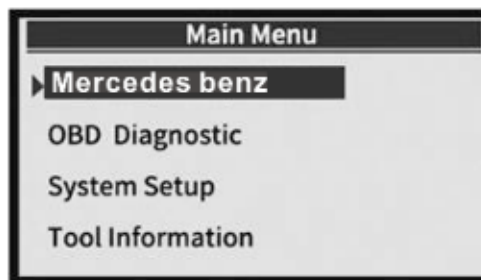 Main Menu
Mercedes benz
OBD Diagnostic
System Setup
Tool Information